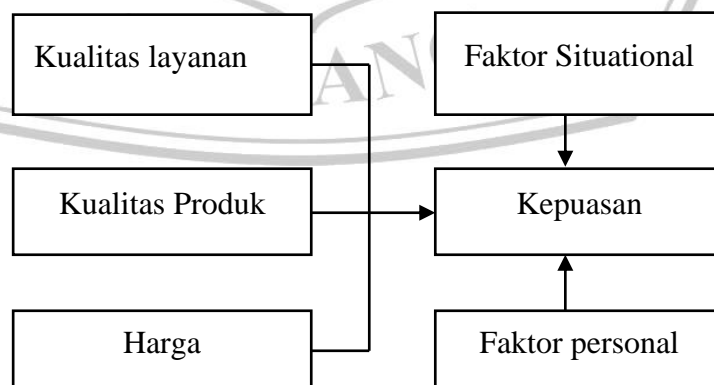 Kualitas layanan
Faktor Situational
Kualitas Produk
Kepuasan
Harga
Faktor personal